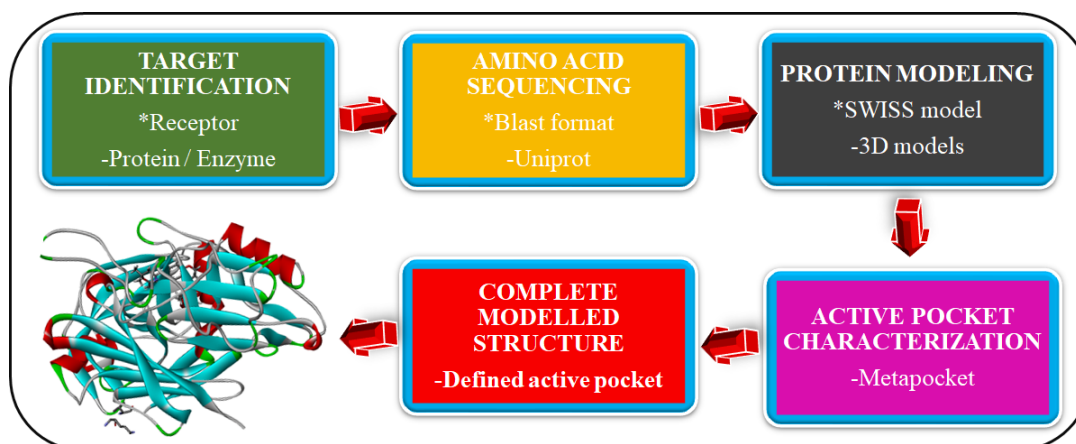 TARGET
IDENTIFICATION
*Receptor
-Protein / Enzyme
AMINO ACID
SEQUENCING
*Blast format
-Uniprot
PROTEIN MODELING
*SWISS model
-3D models
ACTIVE POCKET
CHARACTERIZATION
-Metapocket
COMPLETE
MODELLED
STRUCTURE
-Defined active pocket